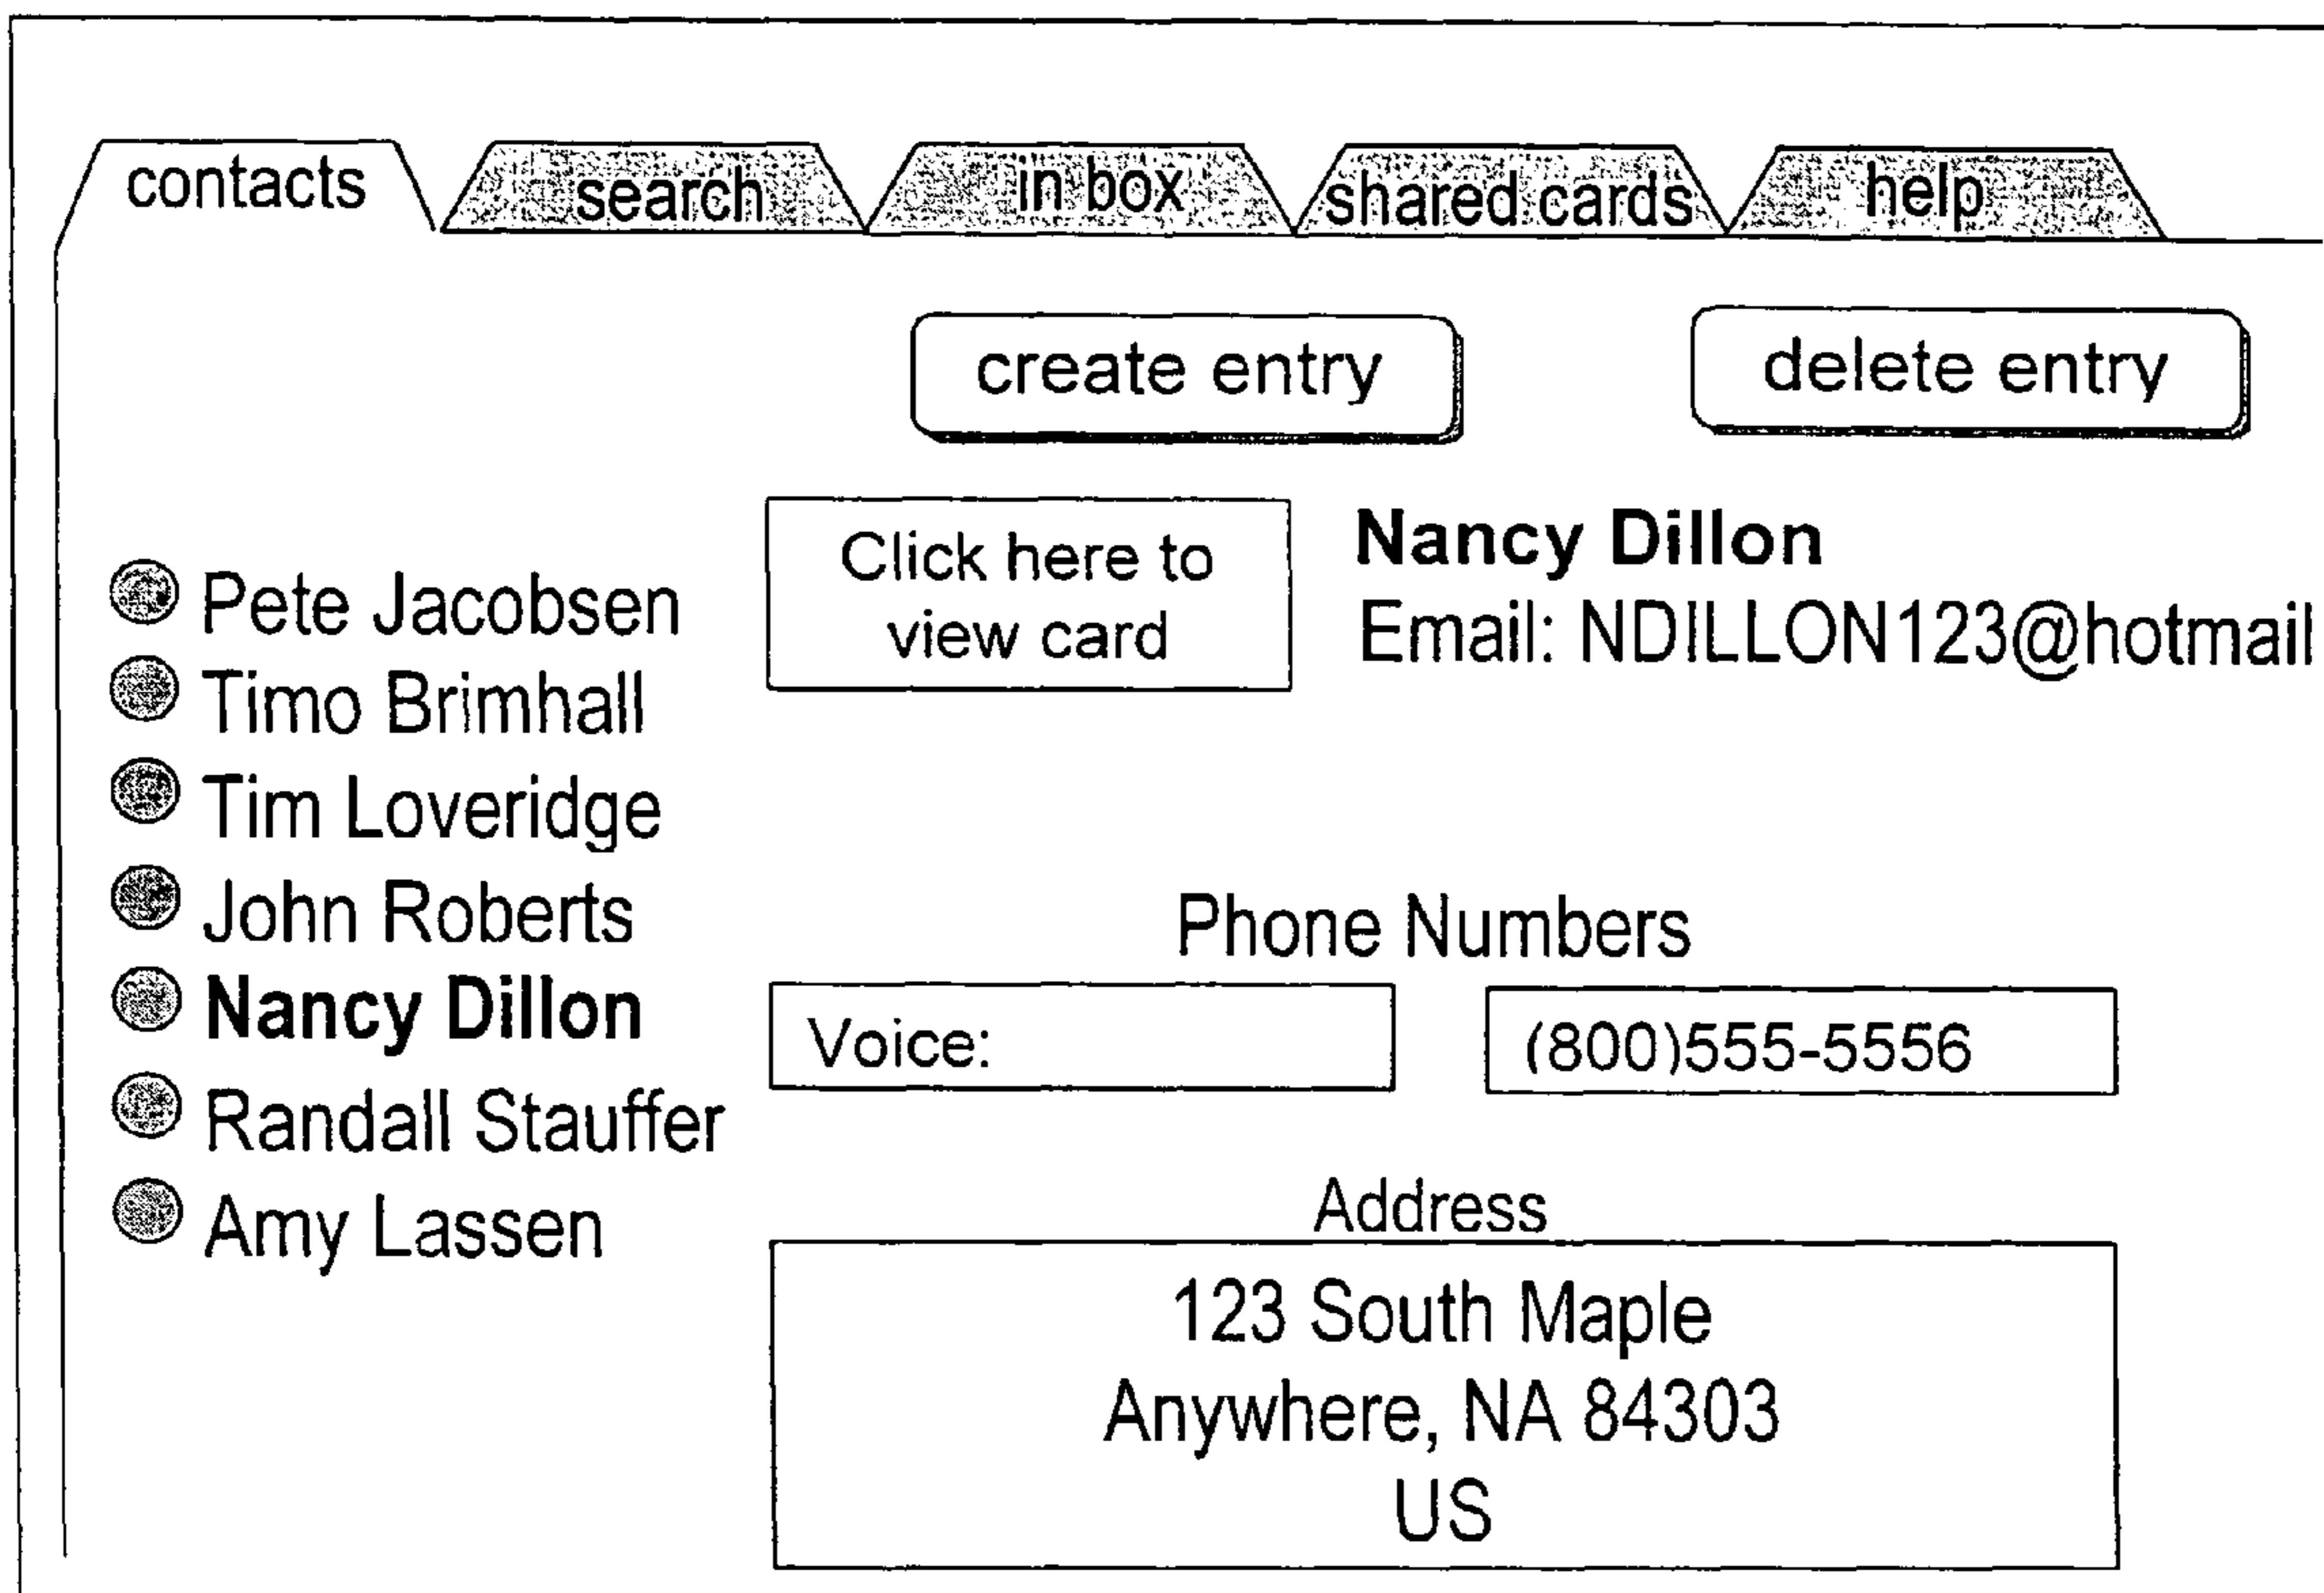 contacts search in box shared cards help
create entry delete entry
Pete Jacobsen
Timo Brimhall
Tim Loveridge
John Roberts
Nancy Dillon
Randall Stauffer
Amy Lassen
Click here to
view card
Nancy Dillon
Email: NDILLON123@hotmail
Phone Numbers
Voice: (800)555-5556
Address
123 South Maple
Anywhere, NA 84303
US